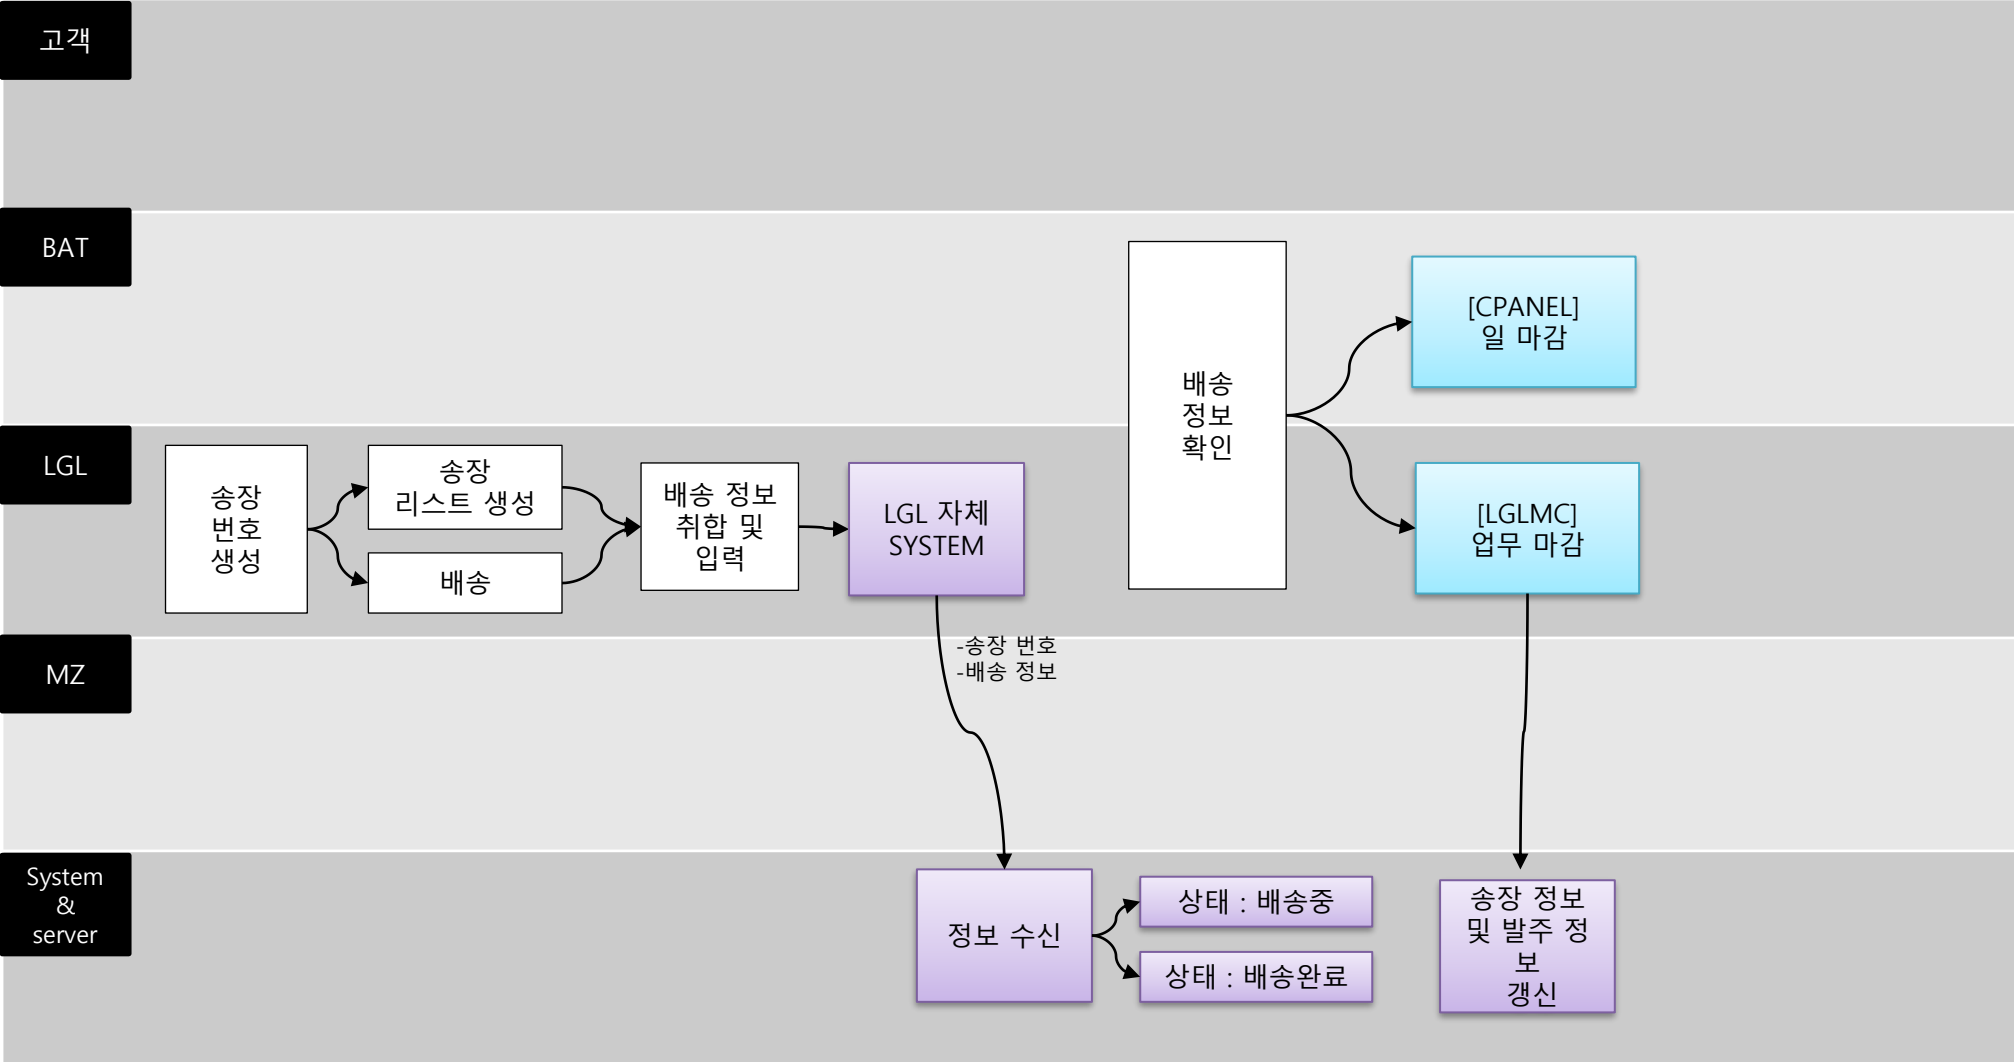 고객
BAT
[CPANEL]
일 마감
배송
정보
확인
LGL
송장
번호
생성
송장
리스트 생성
배송
배송 정보
취합 및
입력
LGL 자체
SYSTEM
[LGLMC]
업무 마감
MZ
-송장 번호
-배송 정보
System
&
server
정보 수신
상태 : 배송중
상태 : 배송완료
송장 정보
및 발주 정
보
갱신